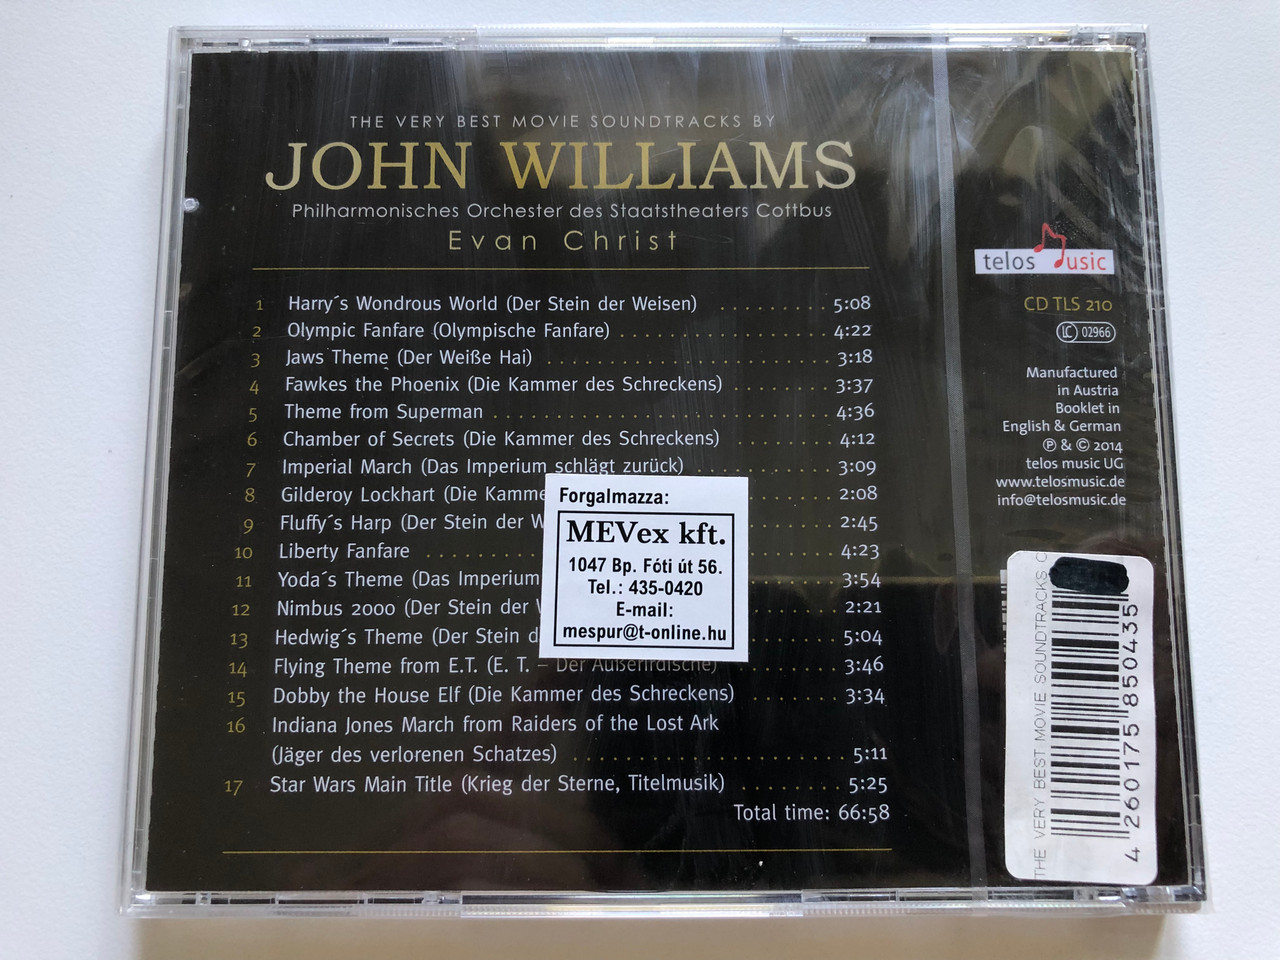 THE VERY BEST MOVIE SOUNDTRACKS BY
JOHN WILLIAMS
Philharmonisches Orchester des Staatstheaters Cottbus
Evan Christ
1 Harry´s Wondrous World (Der Stein der Weisen) . . . . . . . . . . 5:08
2 Olympic Fanfare (Olympische Fanfare) . . . . . . . . . . . . . . . . . . . 4:22
3 Jaws Theme (Der Weiße Hai) . . . . . . . . . . . . . . . . . . . . . . . . . . 3:18
4 Fawkes the Phoenix (Die Kammer des Schreckens) . . . . . . . . 3:37
5 Theme from Superman . . . . . . . . . . . . . . . . . . . . . . . . . . . . . . 4:36
6 Chamber of Secrets (Die Kammer des Schreckens) . . . . . . . . 4:12
7 Imperial March (Das Imperium schlägt zurück) . . . . . . . . . . . 3:09
8 Gilderoy Lockhart (Die Kamme . . . . . . . 2:08
9 Fluffy´s Harp (Der Stein der W . . . . . . . 2:45
10 Liberty Fanfare . . . . . . . . . . . . . . . . . . 4:23
11 Yoda´s Theme (Das Imperium . . . . . . . 3:54
12 Nimbus 2000 (Der Stein der . . . . . . . 2:21
13 Hedwig´s Theme (Der Stein d . . . . . . . 5:04
14 Flying Theme from E.T. (E. T. – Der Außerirdische) . . . . . . . . 3:46
15 Dobby the House Elf (Die Kammer des Schreckens) . . . . . . . 3:34
16 Indiana Jones March from Raiders of the Lost Ark
(Jäger des verlorenen Schatzes) . . . . . . . . . . . . . . . . . . . . . . . 5:11
17 Star Wars Main Title (Krieg der Sterne, Titelmusik) . . . . . . . . 5:25
Total time: 66:58
Forgalmazza:
MEVex kft.
1047 Bp. Fóti út 56.
Tel.: 435-0420
E-mail:
mespur@t-online.hu
telos Music
CD TLS 210
LC 02966
Manufactured
in Austria
Booklet in
English & German
℗ & © 2014
telos music UG
www.telosmusic.de
info@telosmusic.de
THE VERY BEST MOVIE SOUNDTRACKS
4 260175 850435